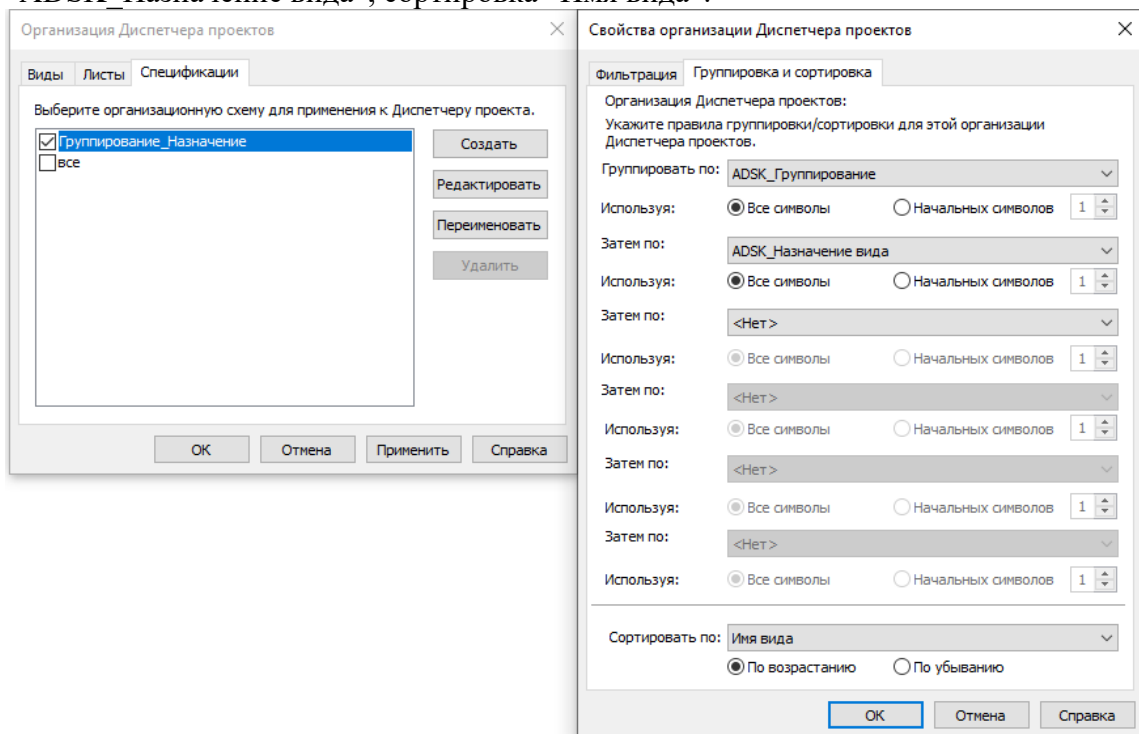 "ADSK_Назначение вида", сортировка "Имя вида".
Организация Диспетчера проектов
Виды Листы Спецификации
Выберите организационную схему для применения к Диспетчеру проекта.
Группирование_Назначение
все
Создать
Редактировать
Переименовать
Удалить
ОК Отмена Применить Справка
Свойства организации Диспетчера проектов
Фильтрация Группировка и сортировка
Организация Диспетчера проектов:
Укажите правила группировки/сортировки для этой организации
Диспетчера проектов.
Группировать по: ADSK_Группирование
Используя: Все символы Начальных символов 1
Затем по: ADSK_Назначение вида
Используя: Все символы Начальных символов 1
Затем по: <Нет>
Используя: Все символы Начальных символов 1
Затем по: <Нет>
Используя: Все символы Начальных символов 1
Затем по: <Нет>
Используя: Все символы Начальных символов 1
Затем по: <Нет>
Используя: Все символы Начальных символов 1
Сортировать по: Имя вида
По возрастанию По убыванию
ОК Отмена Справка